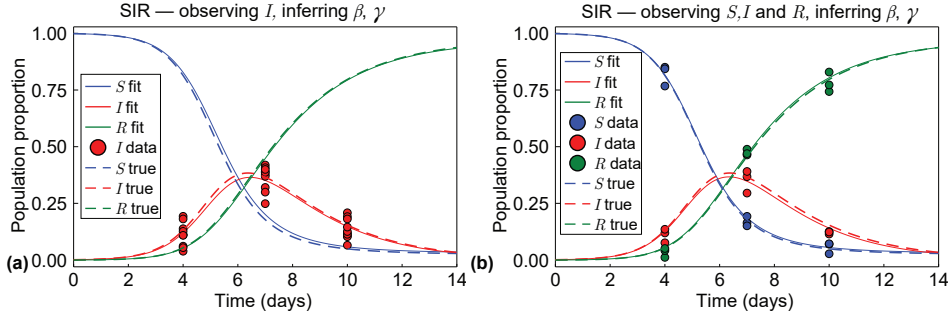 SIR — observing I, inferring β, γ
Population proportion
1.00
0.75
0.50
0.25
0.00
S fit
I fit
R fit
I data
S true
I true
R true
(a)
0 2 4 6 8 10 12 14
Time (days)
SIR — observing S,I and R, inferring β, γ
Population proportion
1.00
0.75
0.50
0.25
0.00
S fit
I fit
R fit
S data
I data
R data
S true
I true
R true
(b)
0 2 4 6 8 10 12 14
Time (days)